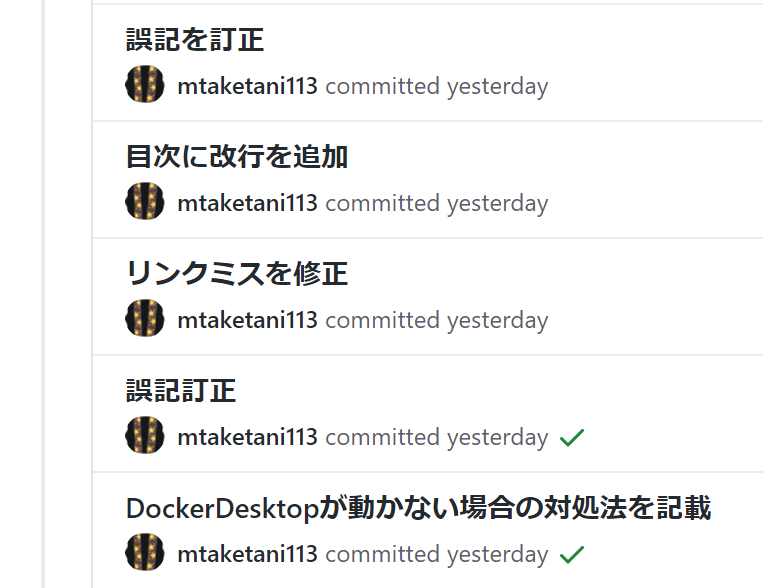 誤記を訂正
mtaketani113 committed yesterday
目次に改行を追加
mtaketani113 committed yesterday
リンクミスを修正
mtaketani113 committed yesterday
誤記訂正
mtaketani113 committed yesterday
DockerDesktopが動かない場合の対処法を記載
mtaketani113 committed yesterday